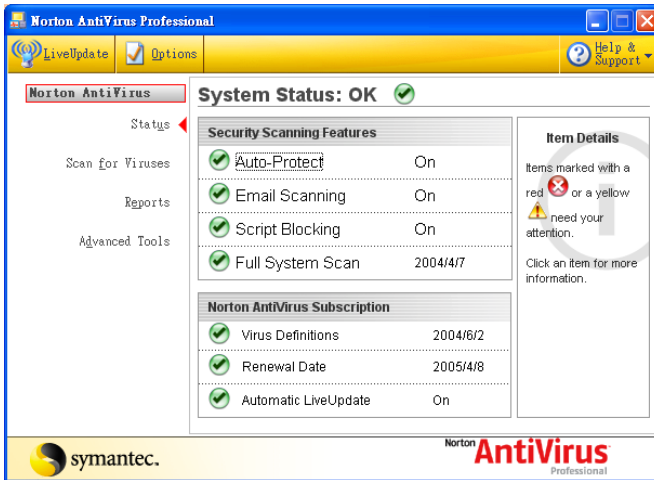 Norton AntiVirus Professional
LiveUpdate Options Help & Support
Norton AntiVirus
Status
Scan for Viruses
Reports
Advanced Tools
System Status: OK
Security Scanning Features
Auto-Protect On
Email Scanning On
Script Blocking On
Full System Scan 2004/4/7
Norton AntiVirus Subscription
Virus Definitions 2004/6/2
Renewal Date 2005/4/8
Automatic LiveUpdate On
Item Details
Items marked with a
red or a yellow
need your
attention.
Click an item for more
information.
symantec.
Norton AntiVirus
Professional